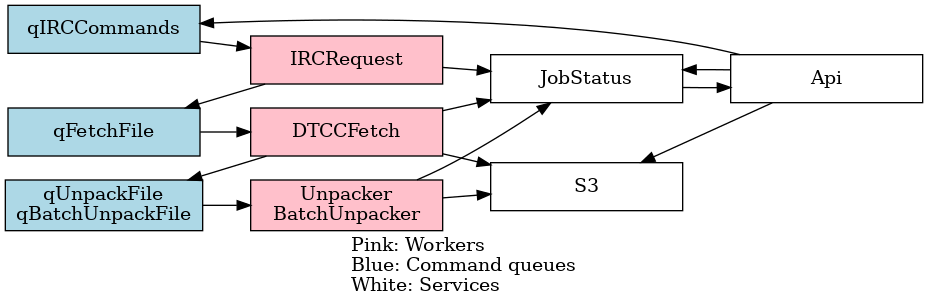 qIRCCommands
IRCRequest
JobStatus
Api
qFetchFile
DTCCFetch
qUnpackFile
qBatchUnpackFile
Unpacker
BatchUnpacker
S3
Pink: Workers
Blue: Command queues
White: Services